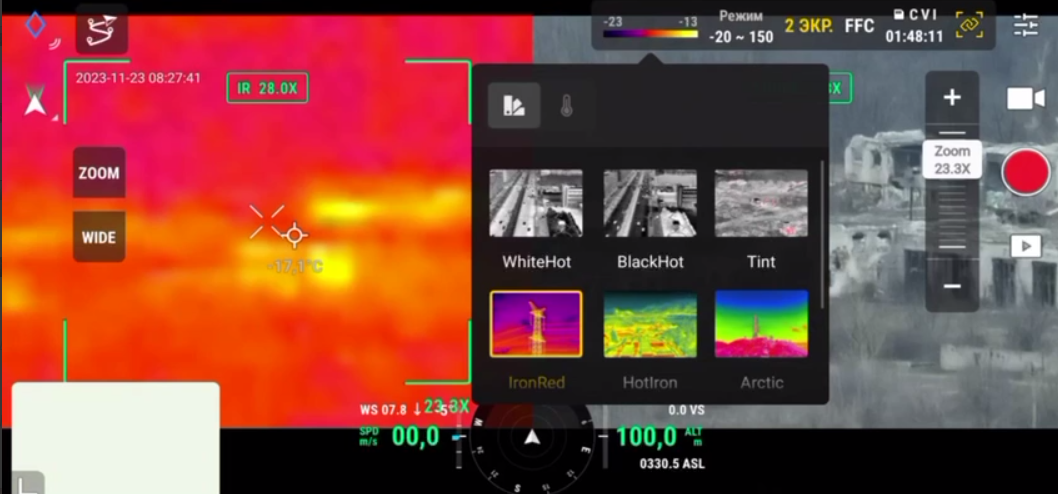 -23 -13
Режим
-20 ~ 150
2 ЭКР.
FFC
CVI
01:48:11
2023-11-23 08:27:41
IR 28.0X
ZOOM
WIDE
-17,1°C
WhiteHot
BlackHot
Tint
IronRed
HotIron
Arctic
+
Zoom
23.3X
−
WS 07.8 ↓
23.3X
0.0 VS
SPD
m/s
00,0
W
E
S
100,0
ALT
m
0330.5 ASL